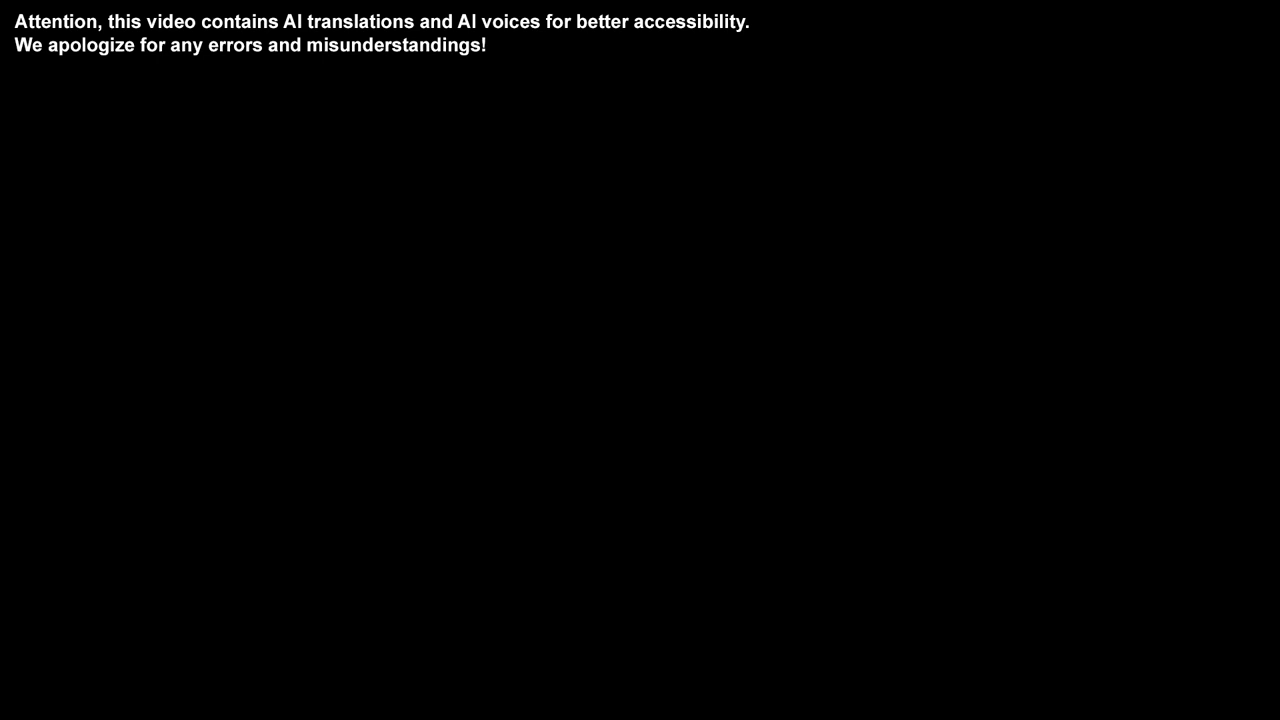 Attention, this video contains AI translations and AI voices for better accessibility.
We apologize for any errors and misunderstandings!